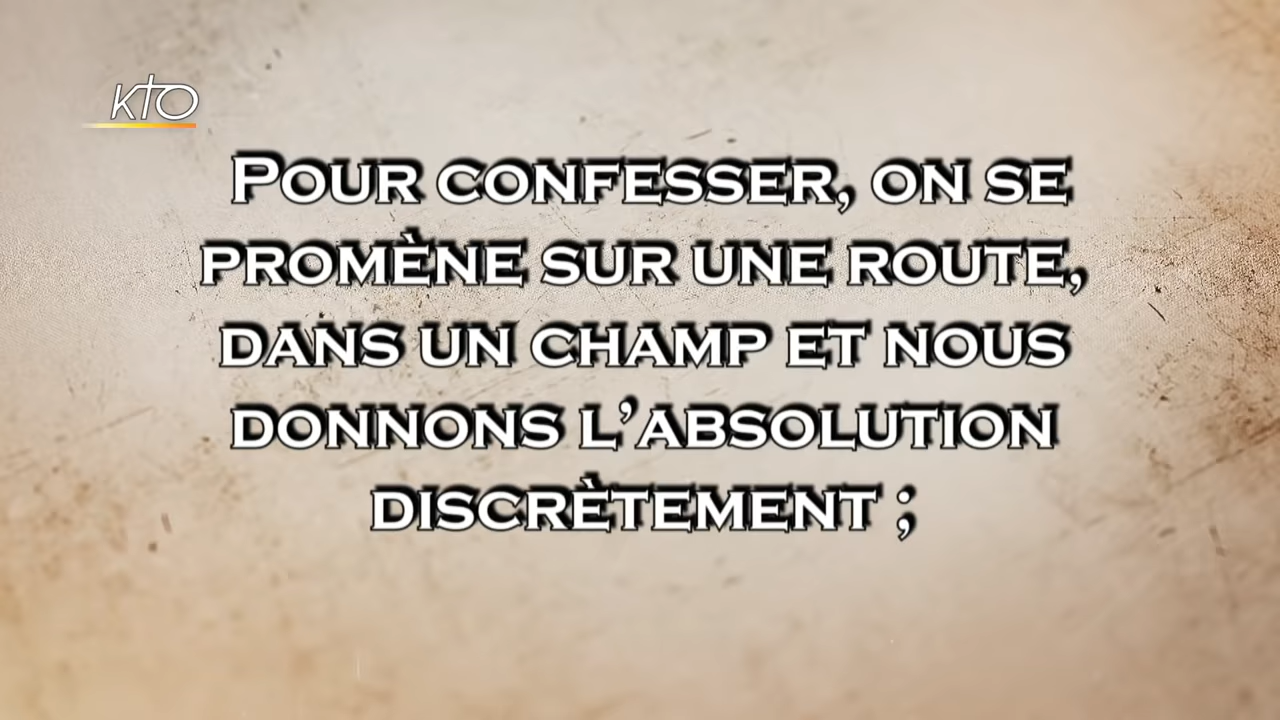 KTO
Pour confesser, on se
promène sur une route,
dans un champ et nous
donnons l'absolution
discrètement ;